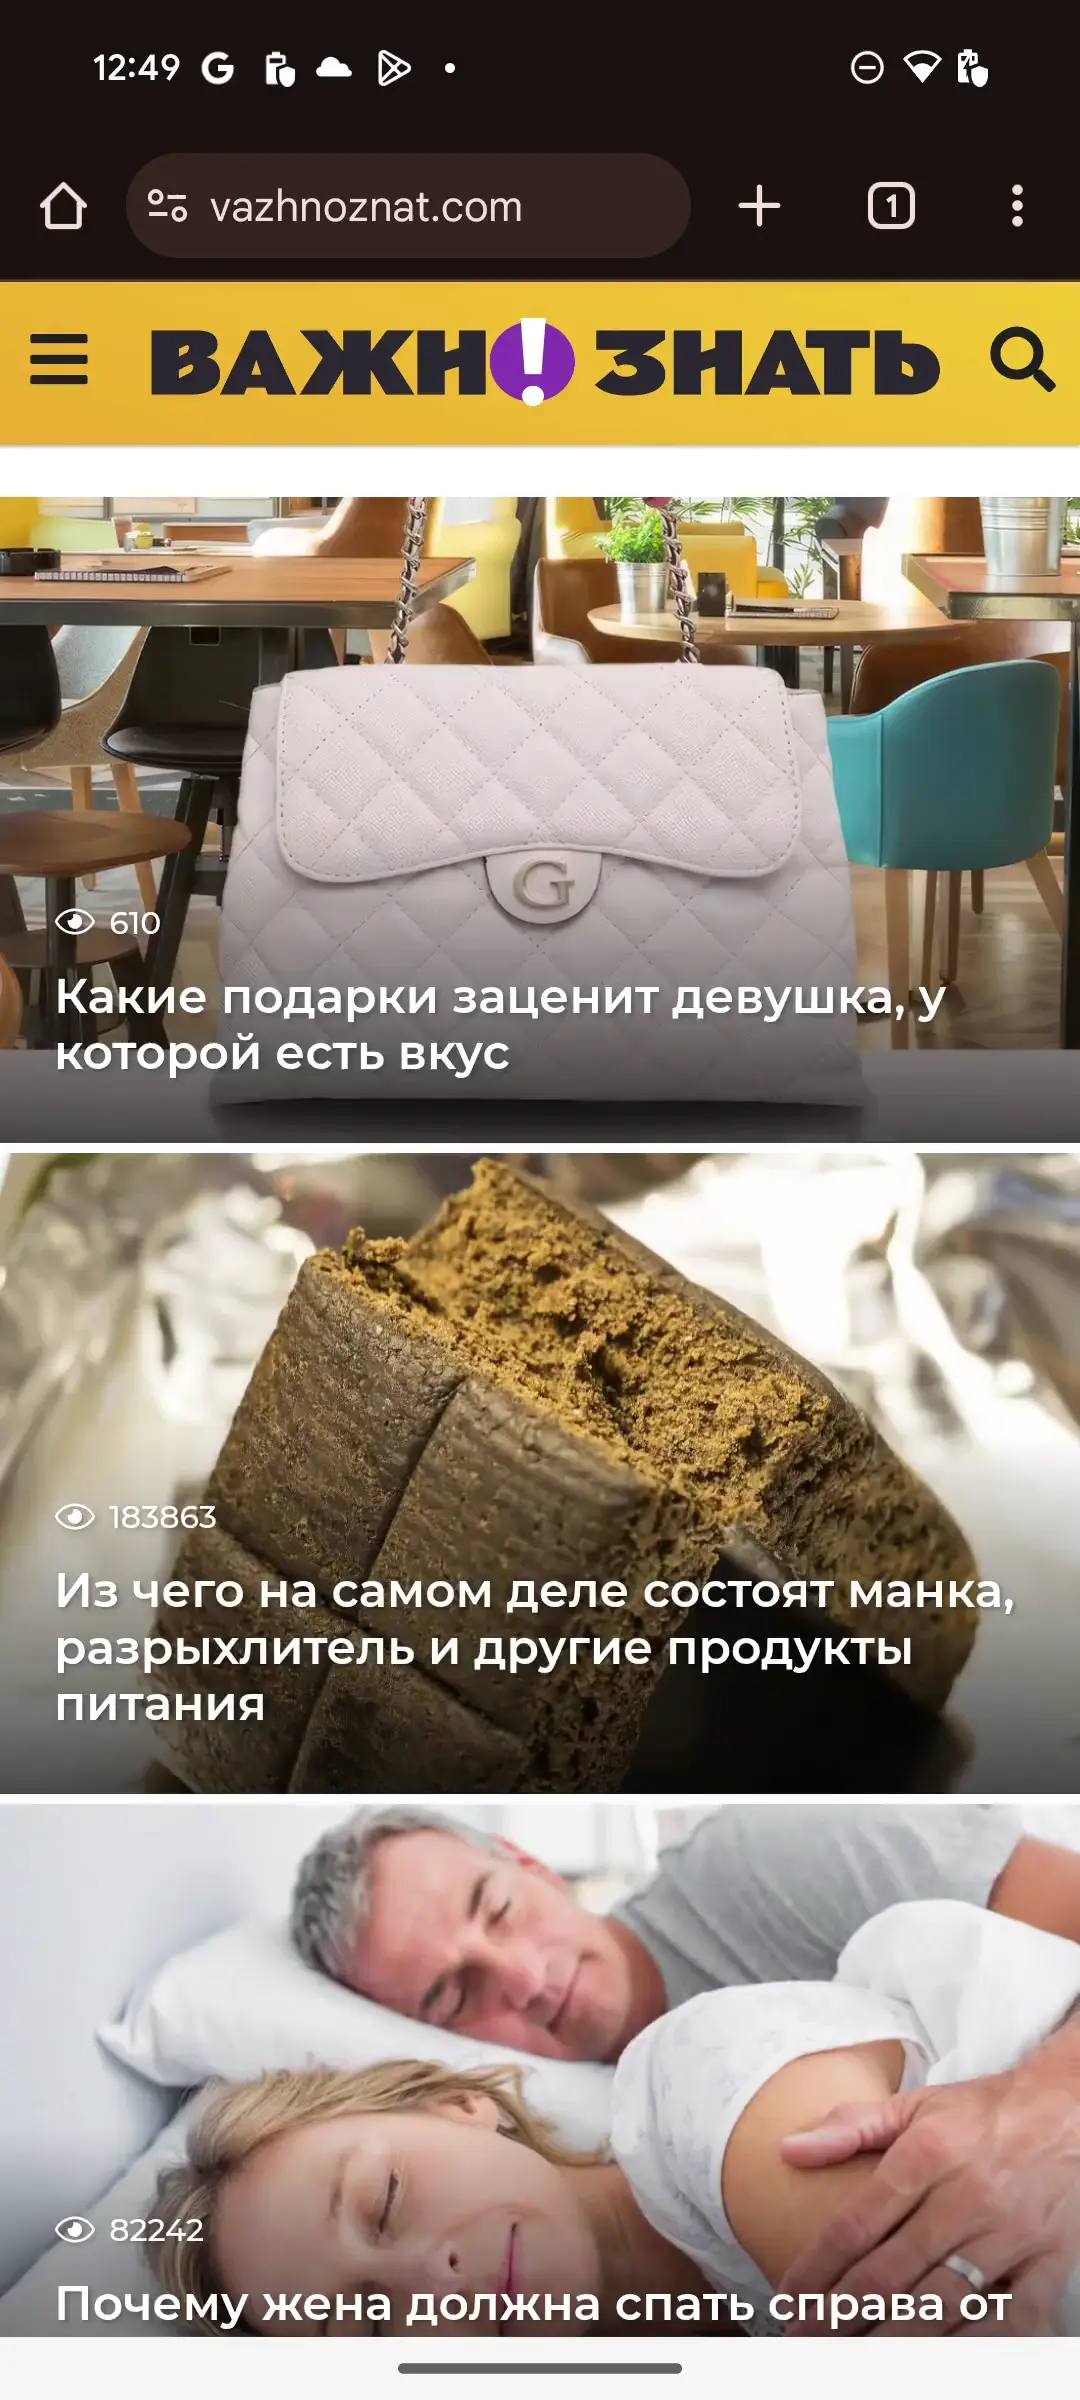 12:49
vazhnoznat.com
1
ВАЖН! ЗНАТЬ
G
610
Какие подарки заценит девушка, у
которой есть вкус
183863
Из чего на самом деле состоят манка,
разрыхлитель и другие продукты
питания
82242
Почему жена должна спать справа от